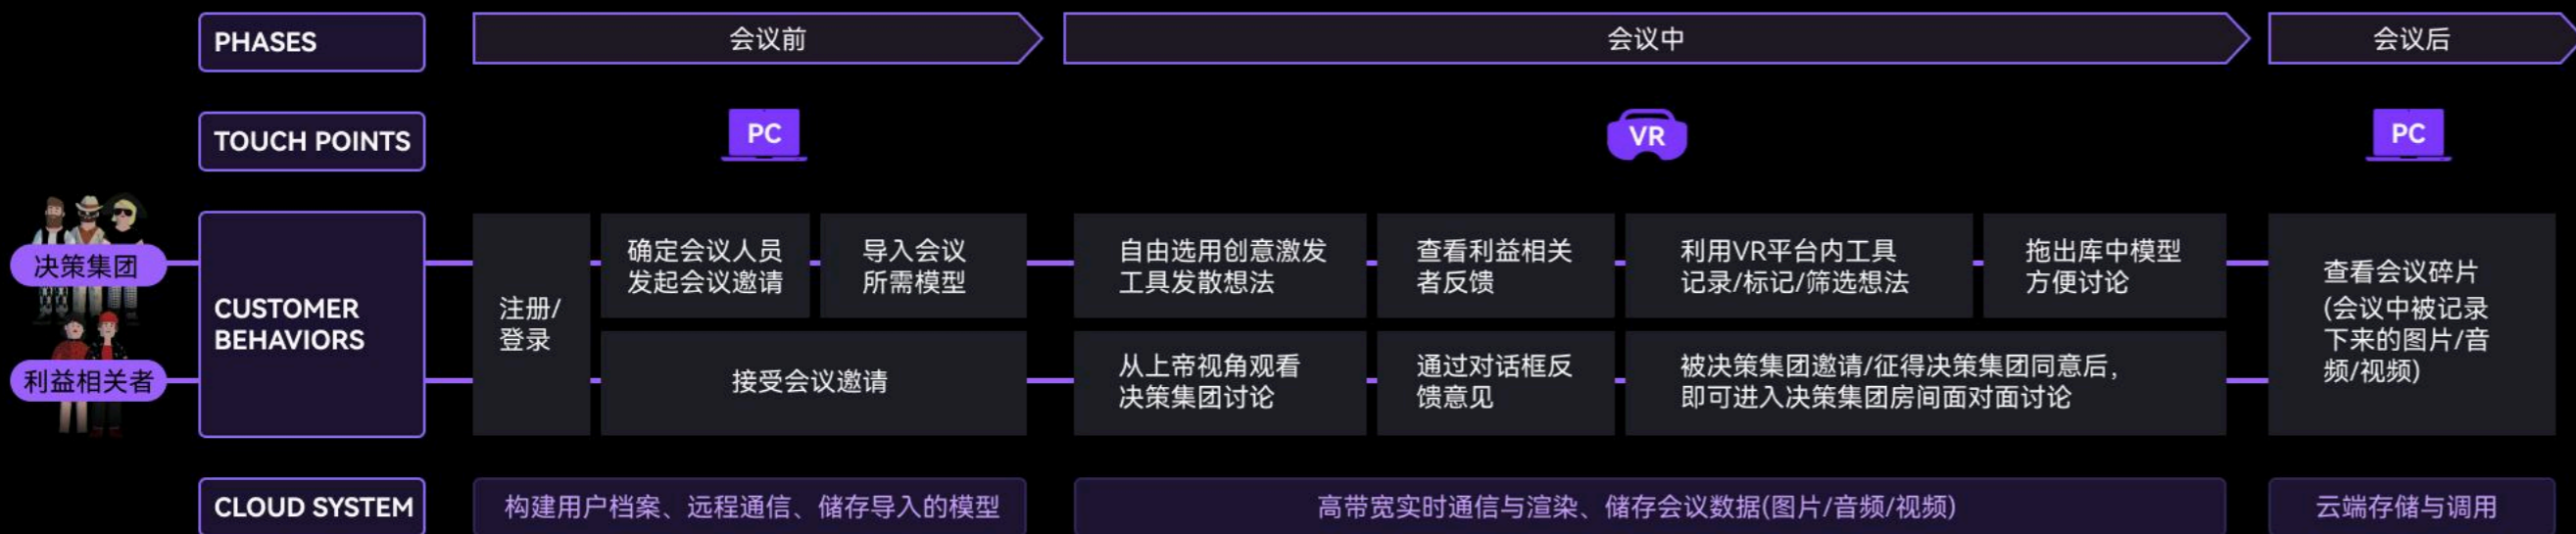 PHASES
会议前
会议中
会议后
TOUCH POINTS
PC
VR
PC
决策集团
利益相关者
CUSTOMER
BEHAVIORS
注册/
登录
确定会议人员
发起会议邀请
导入会议
所需模型
接受会议邀请
自由选用创意激发
工具发散想法
查看利益相关
者反馈
利用VR平台内工具
记录/标记/筛选想法
拖出库中模型
方便讨论
从上帝视角观看
决策集团讨论
通过对话框反
馈意见
被决策集团邀请/征得决策集团同意后，
即可进入决策集团房间面对面讨论
查看会议碎片
(会议中被记录
下来的图片/音
频/视频)
CLOUD SYSTEM
构建用户档案、远程通信、储存导入的模型
高带宽实时通信与渲染、储存会议数据(图片/音频/视频)
云端存储与调用